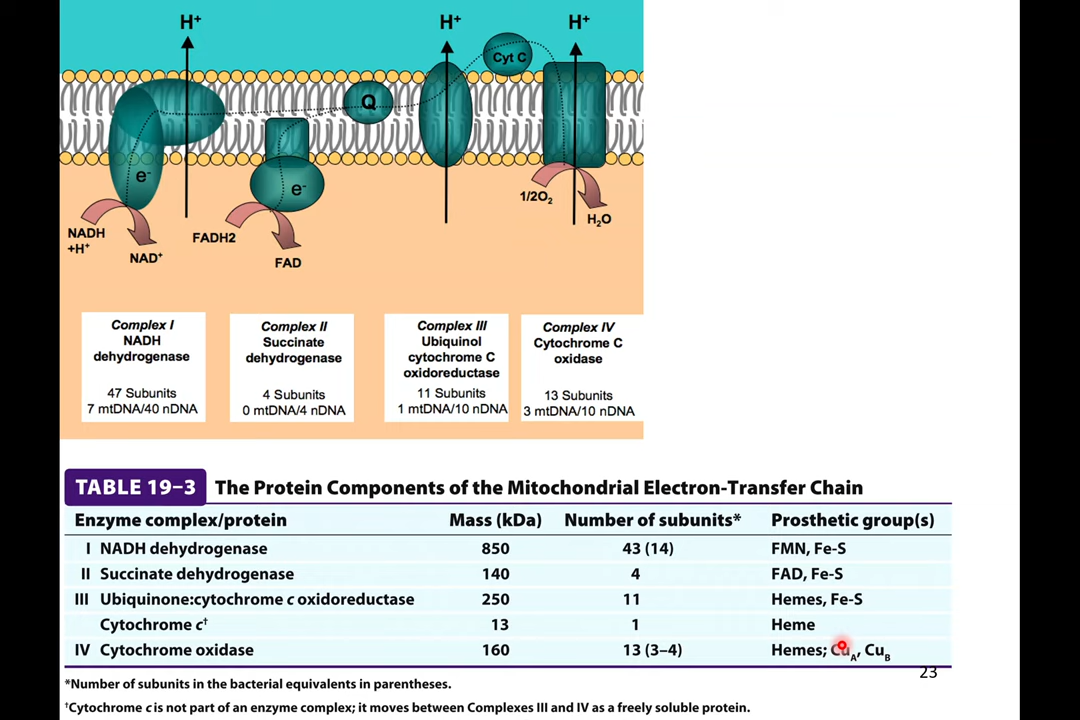 H⁺ H⁺ H⁺
Cyt C
Q
e⁻ e⁻
1/2O₂
H₂O
NADH
+H⁺
NAD⁺
FADH2
FAD
Complex I
NADH
dehydrogenase
47 Subunits
7 mtDNA/40 nDNA
Complex II
Succinate
dehydrogenase
4 Subunits
0 mtDNA/4 nDNA
Complex III
Ubiquinol
cytochrome C
oxidoreductase
11 Subunits
1 mtDNA/10 nDNA
Complex IV
Cytochrome C
oxidase
13 Subunits
3 mtDNA/10 nDNA
TABLE 19–3 The Protein Components of the Mitochondrial Electron-Transfer Chain
Enzyme complex/protein Mass (kDa) Number of subunits* Prosthetic group(s)
I NADH dehydrogenase 850 43 (14) FMN, Fe-S
II Succinate dehydrogenase 140 4 FAD, Fe-S
III Ubiquinone:cytochrome c oxidoreductase 250 11 Hemes, Fe-S
Cytochrome c† 13 1 Heme
IV Cytochrome oxidase 160 13 (3–4) Hemes; CuA, CuB
23
*Number of subunits in the bacterial equivalents in parentheses.
†Cytochrome c is not part of an enzyme complex; it moves between Complexes III and IV as a freely soluble protein.